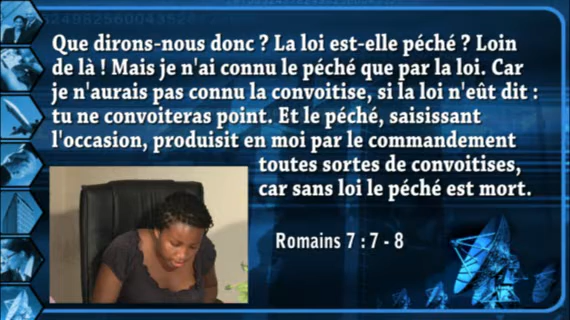 249825600435
Que dirons-nous donc ? La loi est-elle péché ? Loin
de là ! Mais je n'ai connu le péché que par la loi. Car
je n'aurais pas connu la convoitise, si la loi n'eût dit :
tu ne convoiteras point. Et le péché, saisissant
l'occasion, produisit en moi par le commandement
toutes sortes de convoitises,
car sans loi le péché est mort.
Romains 7 : 7 - 8